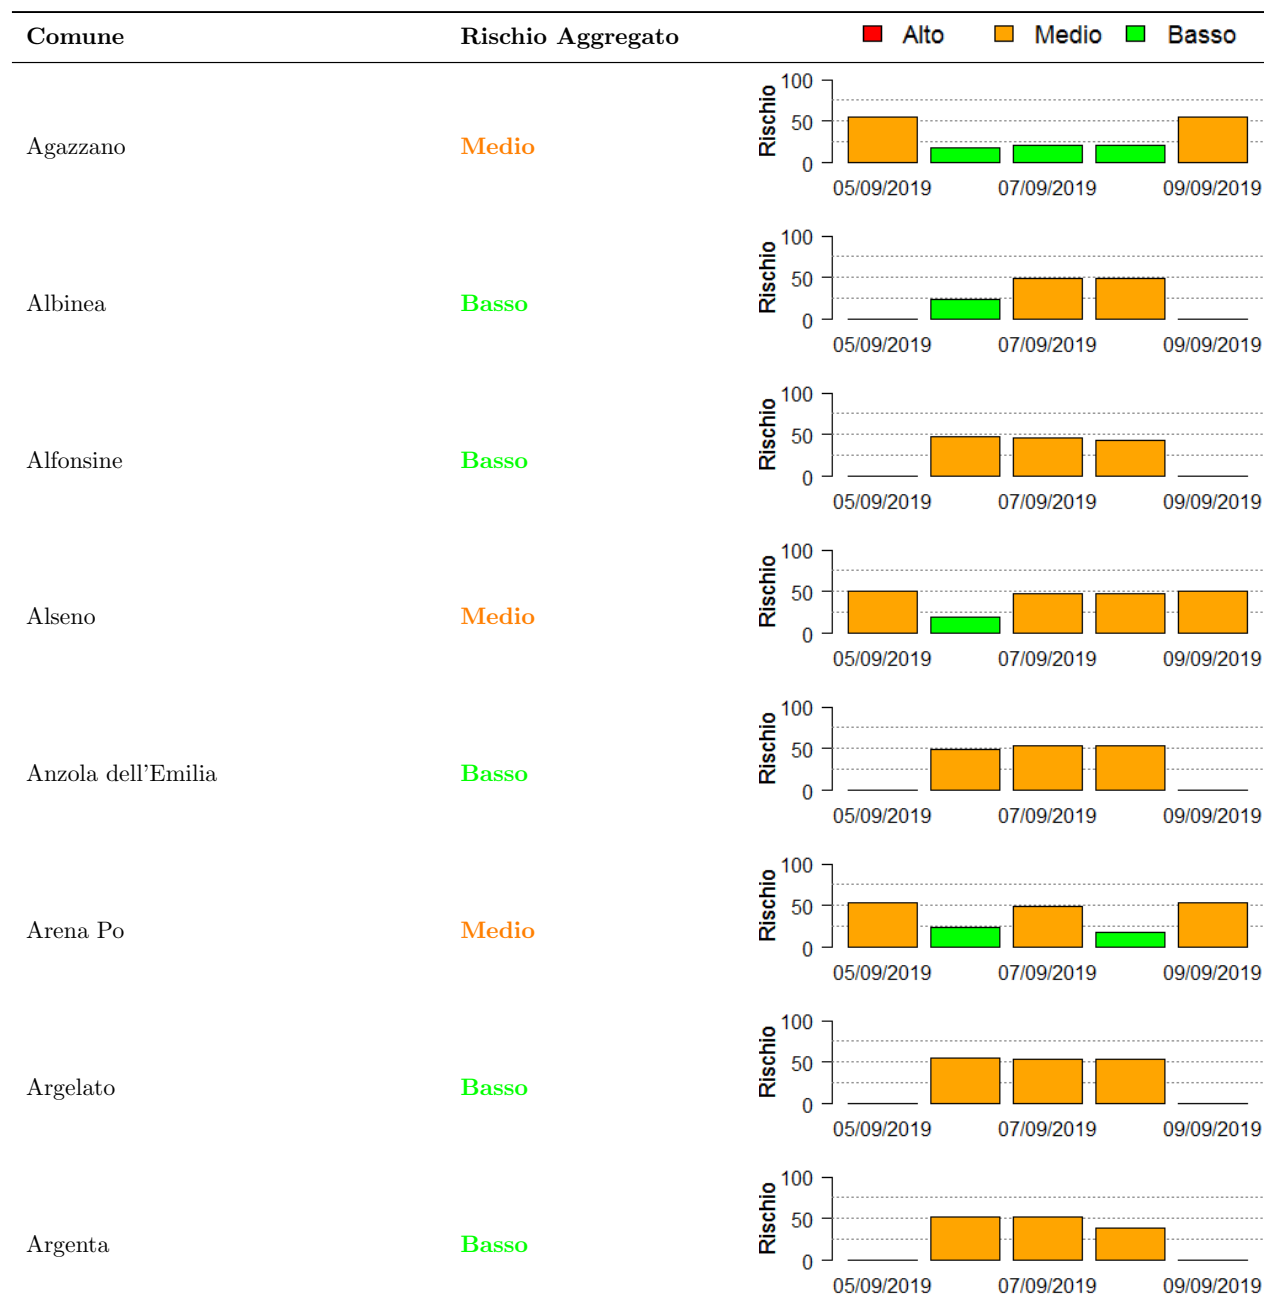 Comune Rischio Aggregato Alto Medio Basso
Agazzano Medio
Rischio
100
50
0
05/09/2019 07/09/2019 09/09/2019
Albinea Basso
Rischio
100
50
0
05/09/2019 07/09/2019 09/09/2019
Alfonsine Basso
Rischio
100
50
0
05/09/2019 07/09/2019 09/09/2019
Alseno Medio
Rischio
100
50
0
05/09/2019 07/09/2019 09/09/2019
Anzola dell'Emilia Basso
Rischio
100
50
0
05/09/2019 07/09/2019 09/09/2019
Arena Po Medio
Rischio
100
50
0
05/09/2019 07/09/2019 09/09/2019
Argelato Basso
Rischio
100
50
0
05/09/2019 07/09/2019 09/09/2019
Argenta Basso
Rischio
100
50
0
05/09/2019 07/09/2019 09/09/2019